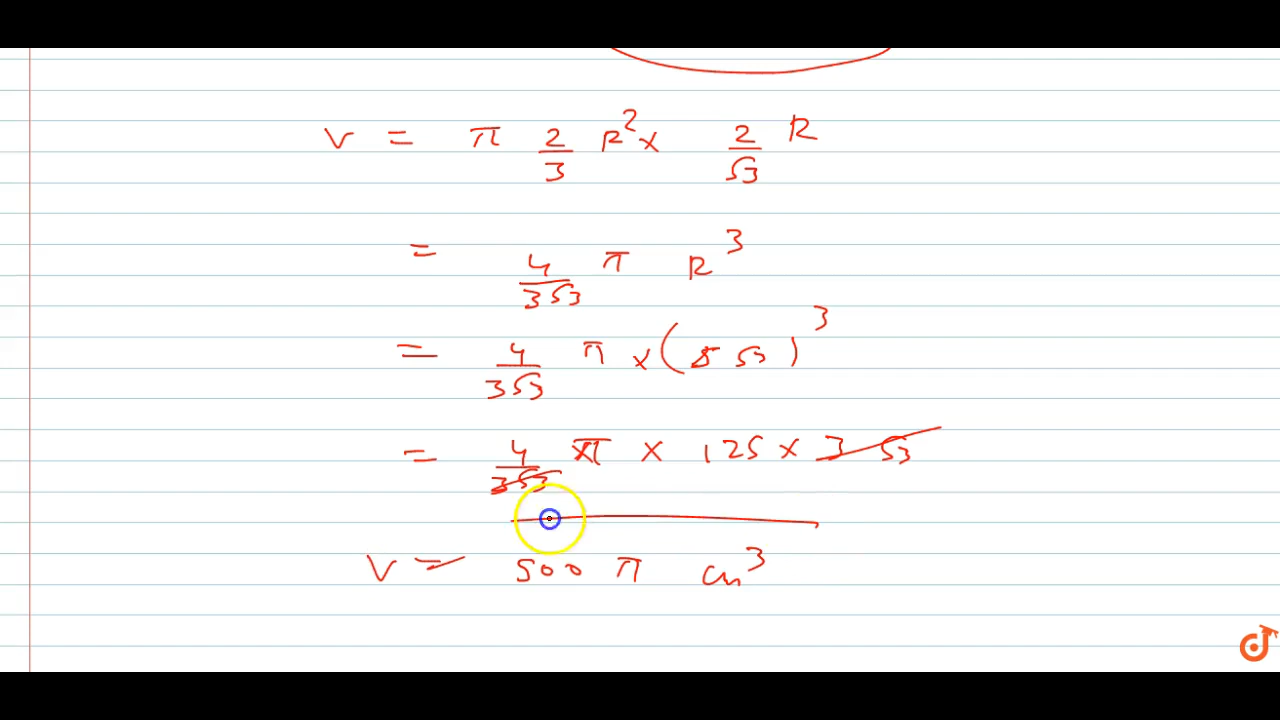 V = π 2/3 R² × 2/√3 R
= 4/3√3 π R³
= 4/3√3 π × (5√3)³
= 4/3√3 × π × 125 × 3√3
V = 500 π cm³